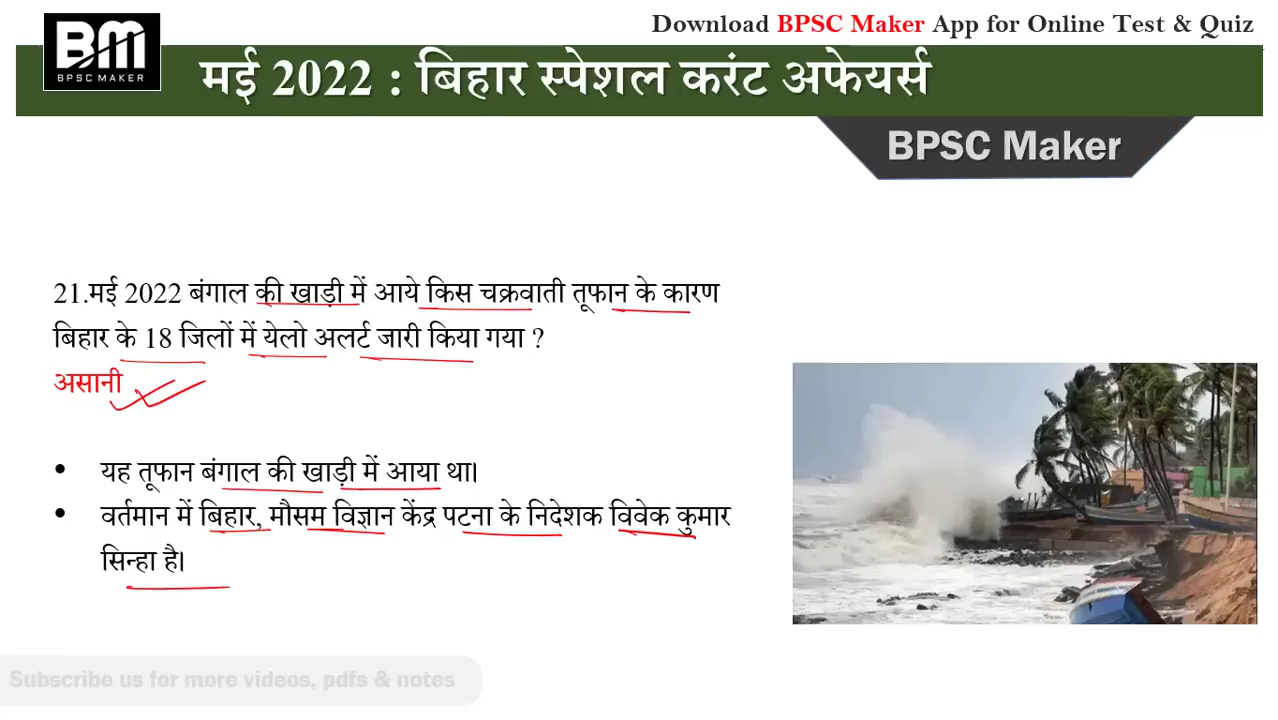 Download BPSC Maker App for Online Test & Quiz
BM
BPSC MAKER
मई 2022 : बिहार स्पेशल करंट अफेयर्स
BPSC Maker
21.मई 2022 बंगाल की खाड़ी में आये किस चक्रवाती तूफान के कारण
बिहार के 18 जिलों में येलो अलर्ट जारी किया गया ?
असानी
• यह तूफान बंगाल की खाड़ी में आया था।
• वर्तमान में बिहार, मौसम विज्ञान केंद्र पटना के निदेशक विवेक कुमार
सिन्हा है।
Subscribe us for more videos, pdfs & notes